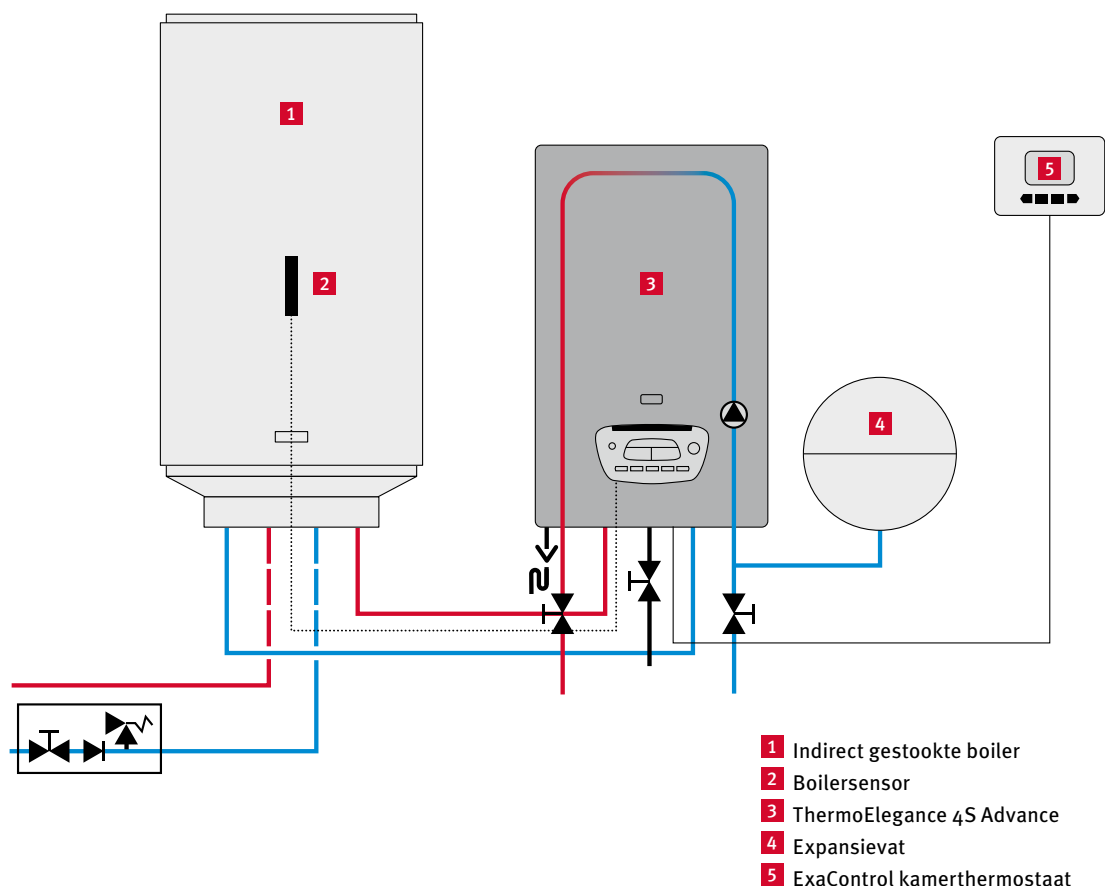 1
2
3
4
5
1 Indirect gestookte boiler
2 Boilersensor
3 ThermoElegance 4S Advance
4 Expansievat
5 ExaControl kamerthermostaat